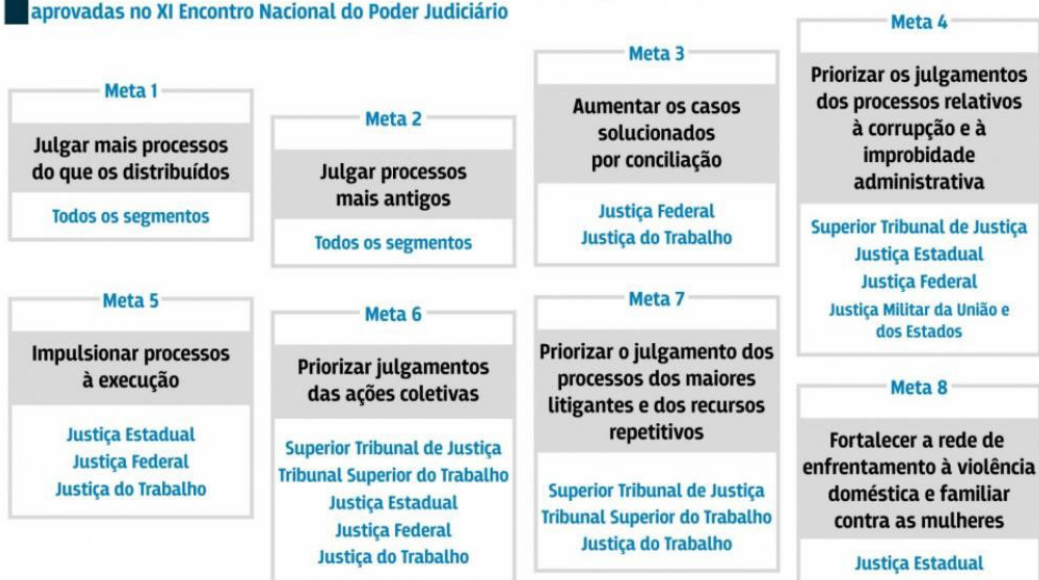 aprovadas no XI Encontro Nacional do Poder Judiciário
Meta 1
Julgar mais processos
do que os distribuídos
Todos os segmentos
Meta 2
Julgar processos
mais antigos
Todos os segmentos
Meta 3
Aumentar os casos
solucionados
por conciliação
Justiça Federal
Justiça do Trabalho
Meta 4
Priorizar os julgamentos
dos processos relativos
à corrupção e à
improbidade
administrativa
Superior Tribunal de Justiça
Justiça Estadual
Justiça Federal
Justiça Militar da União e
dos Estados
Meta 5
Impulsionar processos
à execução
Justiça Estadual
Justiça Federal
Justiça do Trabalho
Meta 6
Priorizar julgamentos
das ações coletivas
Superior Tribunal de Justiça
Tribunal Superior do Trabalho
Justiça Estadual
Justiça Federal
Justiça do Trabalho
Meta 7
Priorizar o julgamento dos
processos dos maiores
litigantes e dos recursos
repetitivos
Superior Tribunal de Justiça
Tribunal Superior do Trabalho
Justiça do Trabalho
Meta 8
Fortalecer a rede de
enfrentamento à violência
doméstica e familiar
contra as mulheres
Justiça Estadual